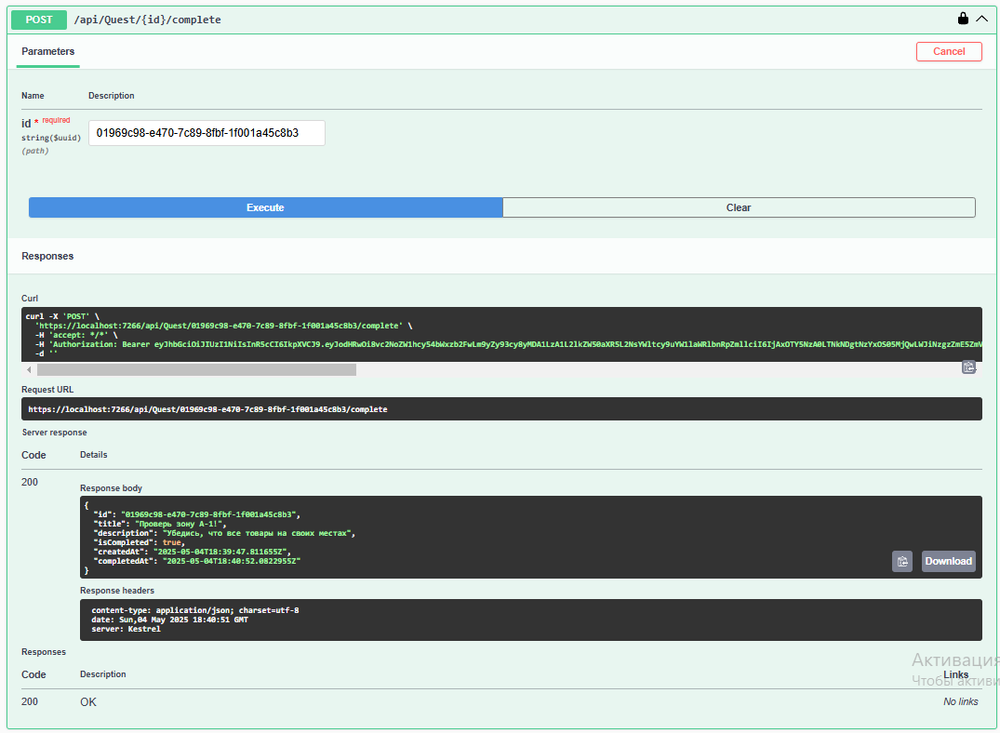 POST /api/Quest/{id}/complete
Parameters
Cancel
Name Description
id * required
string($uuid)
(path)
01969c98-e470-7c89-8fbf-1f001a45c8b3
Execute Clear
Responses
Curl
curl -X 'POST' \
'https://localhost:7266/api/Quest/01969c98-e470-7c89-8fbf-1f001a45c8b3/complete' \
-H 'accept: */*' \
-H 'Authorization: Bearer
-d ''
Request URL
https://localhost:7266/api/Quest/01969c98-e470-7c89-8fbf-1f001a45c8b3/complete
Server response
Code Details
200
Response body
{
"id": "01969c98-e470-7c89-8fbf-1f001a45c8b3",
"title": "Проверь зону А-1!",
"description": "Убедись, что все товары на своих местах",
"isCompleted": true,
"createdAt": "2025-05-04T18:39:47.811655Z",
"completedAt": "2025-05-04T18:40:52.0822955Z"
}
Download
Response headers
content-type: application/json; charset=utf-8
date: Sun,04 May 2025 18:40:51 GMT
server: Kestrel
Responses
Активация
Code Description Links
Чтобы активи
200 OK No links